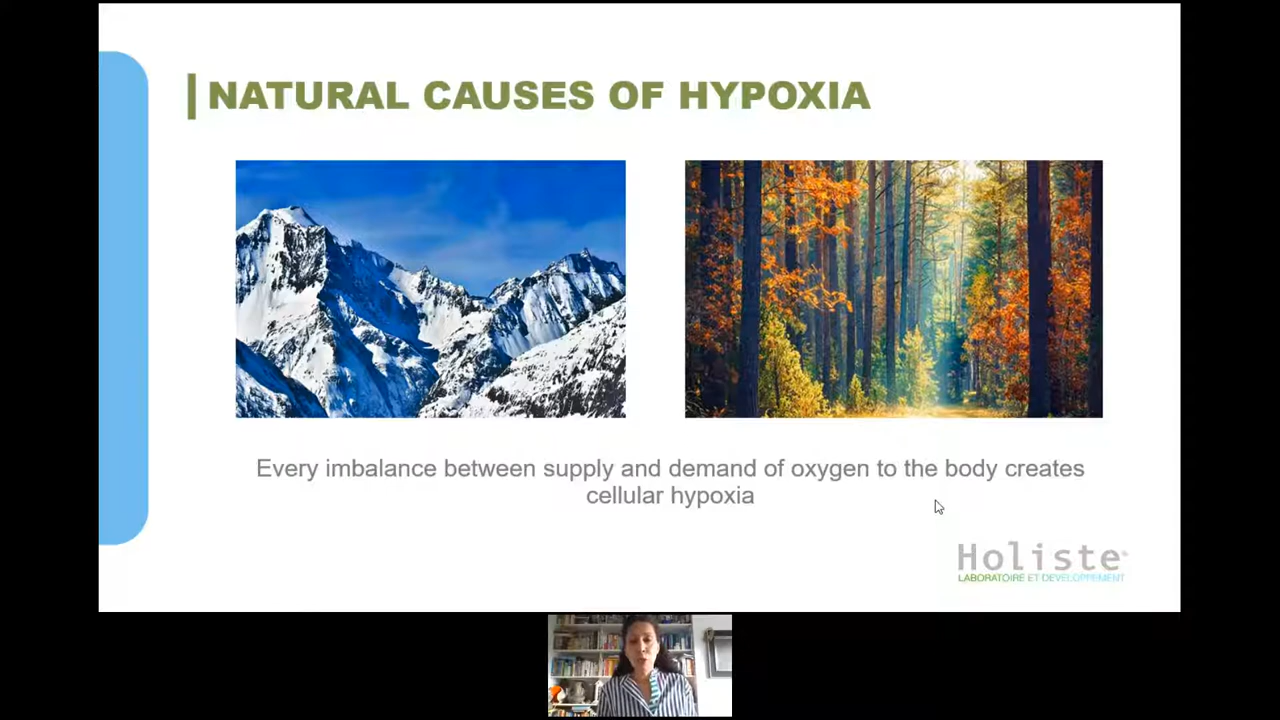 NATURAL CAUSES OF HYPOXIA
Every imbalance between supply and demand of oxygen to the body creates
cellular hypoxia
Holiste®
LABORATOIRE ET DEVELOPPEMENT